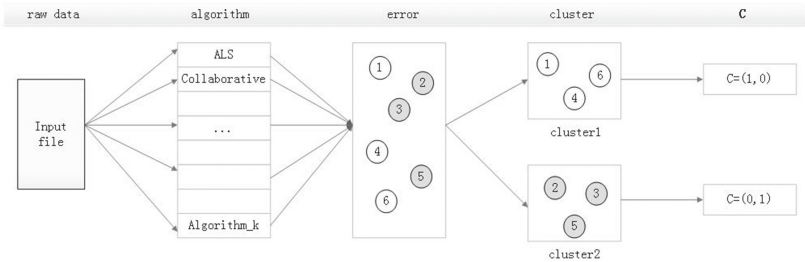 raw data
algorithm
error
cluster
C
Input
file
ALS
Collaborative
...
Algorithm_k
1
2
3
4
5
6
1
6
4
cluster1
2
3
5
cluster2
C=(1,0)
C=(0,1)